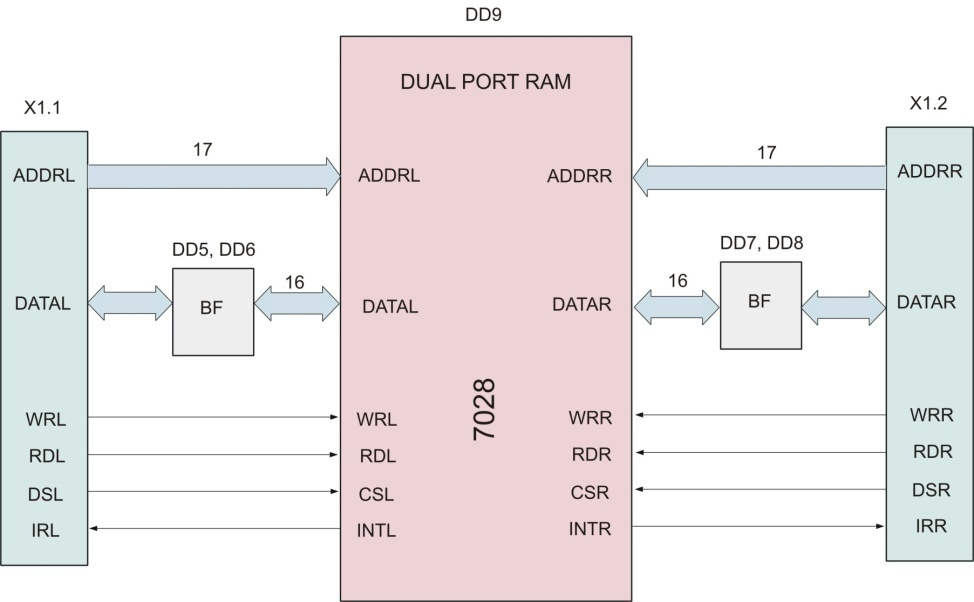 DD9
DUAL PORT RAM
X1.1
X1.2
17
17
ADDRL
ADDRL
ADDRR
ADDRR
DD5, DD6
DD7, DD8
16
16
DATAL
BF
DATAL
DATAR
BF
DATAR
7028
WRL
WRL
WRR
WRR
RDL
RDL
RDR
RDR
DSL
CSL
CSR
DSR
IRL
INTL
INTR
IRR